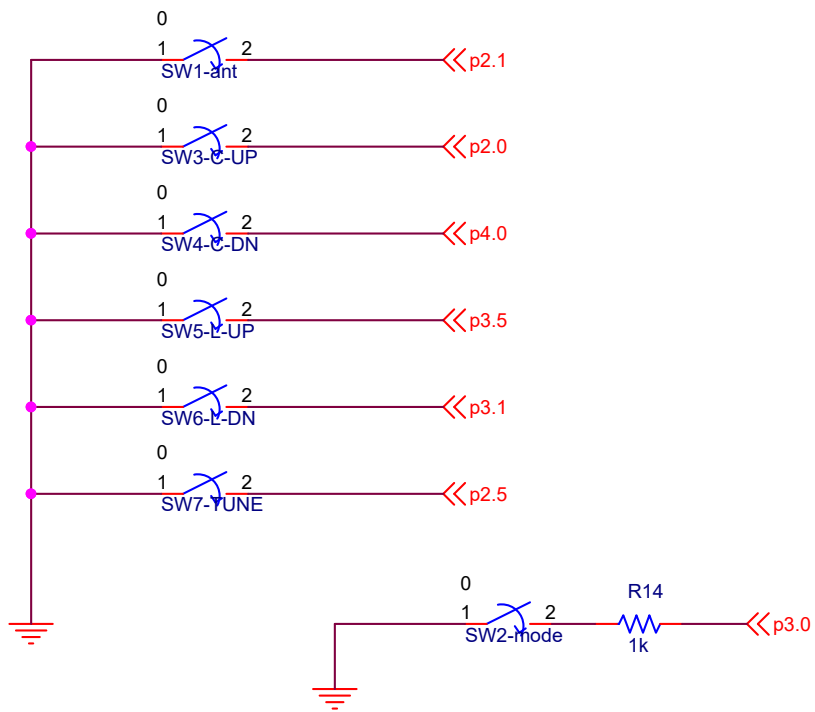 0
1 2 p2.1
SW1-ant
0
1 2 p2.0
SW3-C-UP
0
1 2 p4.0
SW4-C-DN
0
1 2 p3.5
SW5-L-UP
0
1 2 p3.1
SW6-L-DN
0
1 2 p2.5
SW7-TUNE
0 R14
1 2 p3.0
SW2-mode 1k